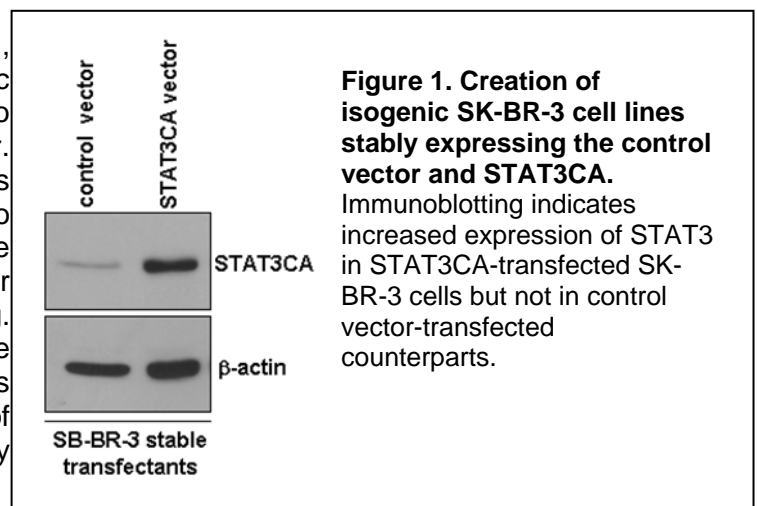 ,
c
o
r.
s
o
e
r
g.
e
s
of
y
control vector
STAT3CA vector
STAT3CA
β-actin
SB-BR-3 stable
transfectants
Figure 1. Creation of
isogenic SK-BR-3 cell lines
stably expressing the control
vector and STAT3CA.
Immunoblotting indicates
increased expression of STAT3
in STAT3CA-transfected SK-
BR-3 cells but not in control
vector-transfected
counterparts.